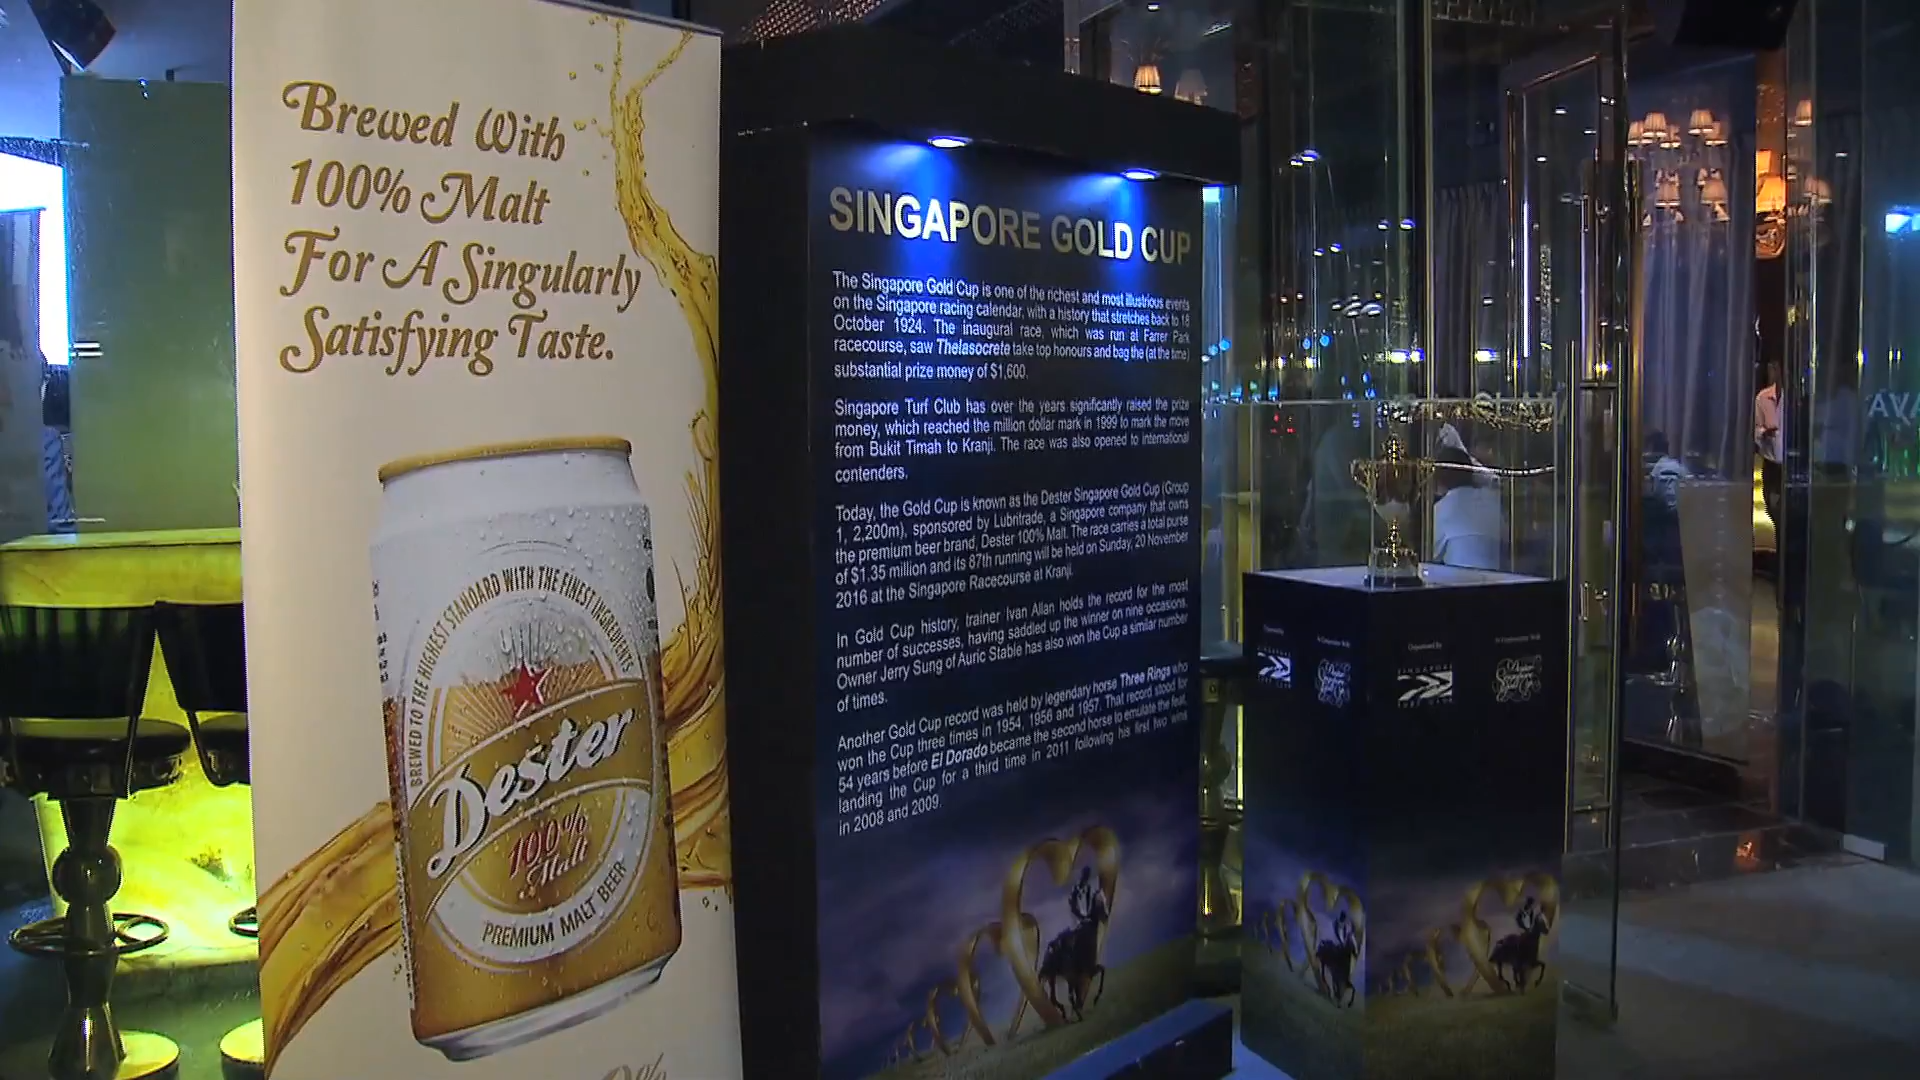 Brewed With
100% Malt
For A Singularly
Satisfying Taste.
BREWED TO THE HIGHEST STANDARD WITH THE FINEST INGREDIENTS
Dester
100%
Malt
PREMIUM MALT BEER
SINGAPORE GOLD CUP
The Singapore Gold Cup is one of the richest and most illustrious events
on the Singapore racing calendar, with a history that stretches back to 18
October 1924. The inaugural race, which was run at Farrer Park
racecourse, saw Thelasocrete take top honours and bag the (at the time)
substantial prize money of $1,600.
Singapore Turf Club has over the years significantly raised the prize
money, which reached the million dollar mark in 1999 to mark the move
from Bukit Timah to Kranji. The race was also opened to international
contenders.
Today, the Gold Cup is known as the Dester Singapore Gold Cup (Group
1, 2,200m), sponsored by Lubritrade, a Singapore company that owns
the premium beer brand, Dester 100% Malt. The race carries a total purse
of $1.35 million and its 87th running will be held on Sunday, 20 November
2016 at the Singapore Racecourse at Kranji.
In Gold Cup history, trainer Ivan Allan holds the record for the most
number of successes, having saddled up the winner on nine occasions.
Owner Jerry Sung of Auric Stable has also won the Cup a similar number
of times.
Another Gold Cup record was held by legendary horse Three Rings who
won the Cup three times in 1954, 1956 and 1957. That record stood for
54 years before El Dorado became the second horse to emulate the feat,
landing the Cup for a third time in 2011 following his first two wins
in 2008 and 2009.